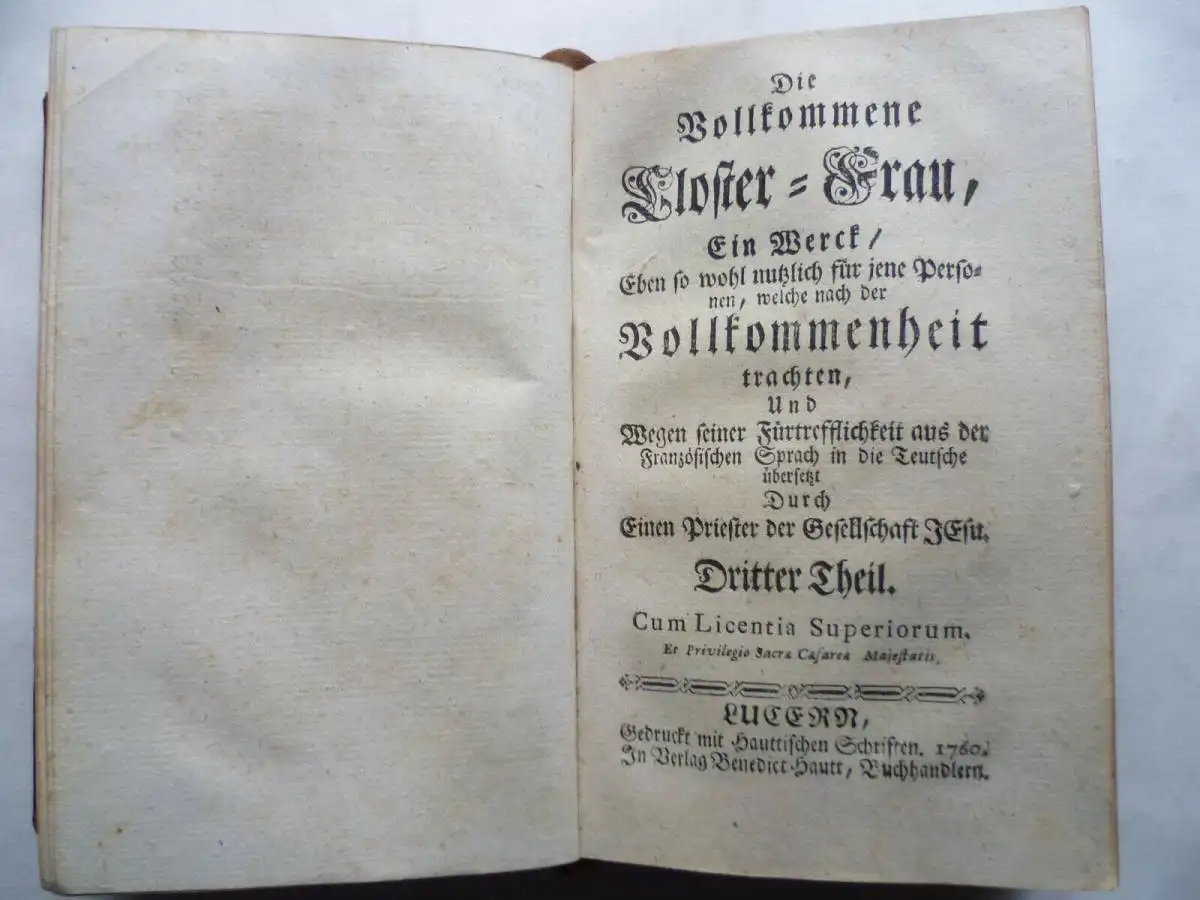 Die
Vollkommene
Closter-Frau,
Ein Werck/
Eben so wohl nutzlich für jene Perso-
nen, welche nach der
Vollkommenheit
trachten,
Und
Wegen seiner Fürtrefflichkeit aus der
Französischen Sprach in die Teutsche
übersetzt
Durch
Einen Priester der Gesellschaft JEsu.
Dritter Theil.
Cum Licentia Superiorum.
Et Privilegio Sacræ Cæsareæ Majestatis.
LUCERN,
Gedruckt mit Hauttischen Schriften. 1760.
In Verlag Benedict Hautt, Buchhandlern.